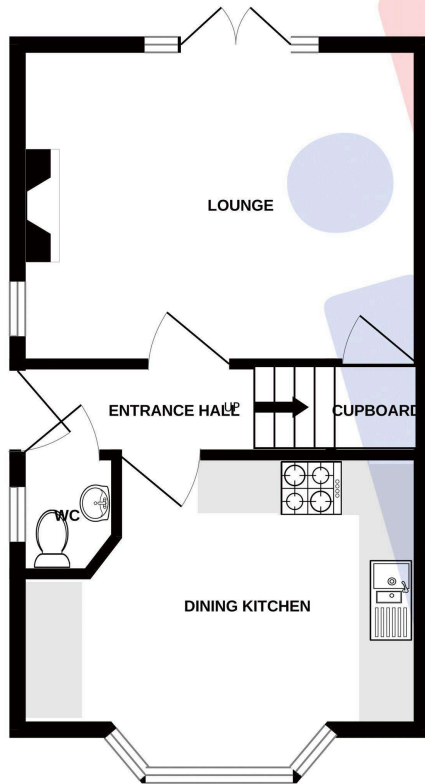 LOUNGE
ENTRANCE HALL
UP
CUPBOARD
WC
DINING KITCHEN